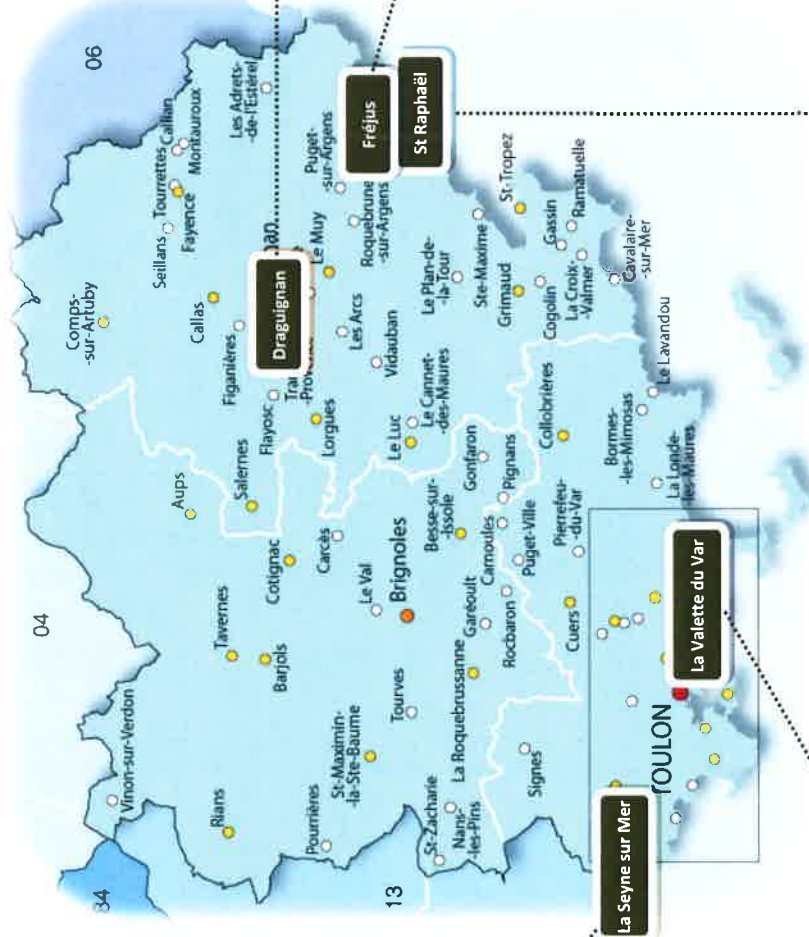 04
06
84
13
Vinon-sur-Verdon
Comps-
-sur-Artuby
Aups
Seillans
Tourrettes
Callian
Fayence
Montauroux
Callas
Rians
Tavernes
Salernes
Figanières
Les Adrets-
-de-l'Estérel
Barjols
Cotignac
Flayosc
Draguignan
Lorgues
Le Muy
Puget-
-sur-Argens
Pourrières
St-Maximin-
-la-Ste-Baume
Carcès
Les Arcs
Roquebrune
-sur-Argens
Fréjus
St Raphaël
Le Val
Brignoles
Vidauban
Tourves
Le Luc
Le Cannet
-des-Maures
Le Plan-de-
-la-Tour
Ste-Maxime
St-Zacharie
Nans-
-les-Pins
La Roquebrussanne
Garéoult
Besse-sur-
-Issole
Gonfaron
Rocbaron
Carnoules
Pignans
Puget-Ville
Grimaud
St-Tropez
Cogolin
Gassin
La Croix-
-Valmer
Ramatuelle
Signes
Cuers
Pierrefeu
-du-Var
Collobrières
Cavalaire-
-sur-Mer
Bormes-
-les-Mimosas
Le Lavandou
La Londe-
-les-Maures
La Seyne sur Mer
TOULON
La Valette du Var